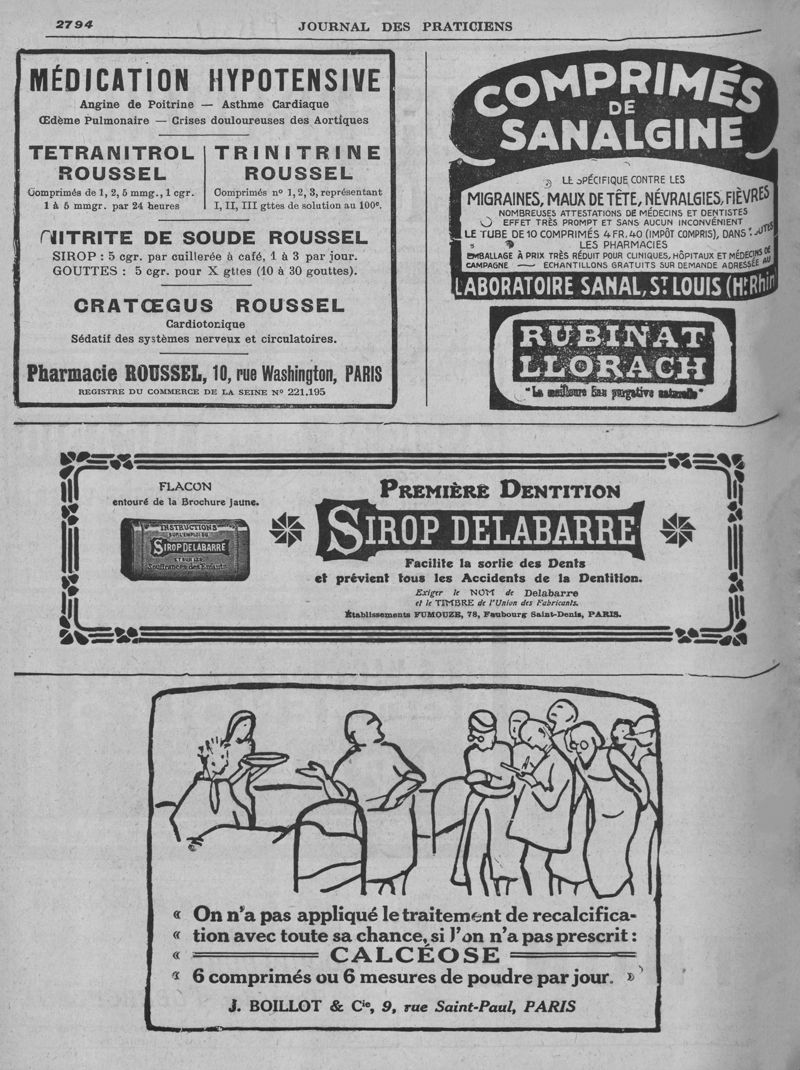 2794
JOURNAL DES PRATICIENS
MÉDICATION HYPOTENSIVE
Angine de Poitrine — Asthme Cardiaque
Œdème Pulmonaire — Crises douloureuses des Aortiques
TETRANITROL
ROUSSEL
Comprimés de 1, 2, 5 mmg., 1 cgr.
1 à 5 mmgr. par 24 heures
TRINITRINE
ROUSSEL
Comprimés nº 1, 2, 3, représentant
I, II, III gttes de solution au 100e.
NITRITE DE SOUDE ROUSSEL
SIROP : 5 cgr. par cuillerée à café, 1 à 3 par jour.
GOUTTES : 5 cgr. pour X gttes (10 à 30 gouttes).
CRATŒGUS ROUSSEL
Cardiotonique
Sédatif des systèmes nerveux et circulatoires.
Pharmacie ROUSSEL, 10, rue Washington, PARIS
REGISTRE DU COMMERCE DE LA SEINE Nº 221.195
COMPRIMÉS
DE
SANALGINE
LE SPÉCIFIQUE CONTRE LES
MIGRAINES, MAUX DE TÊTE, NÉVRALGIES, FIÈVRES
NOMBREUSES ATTESTATIONS DE MÉDECINS ET DENTISTES
EFFET TRÈS PROMPT ET SANS AUCUN INCONVÉNIENT
LE TUBE DE 10 COMPRIMÉS 4 FR. 40 (IMPÔT COMPRIS), DANS TOUTES
LES PHARMACIES
EMBALLAGE À PRIX TRÈS RÉDUIT POUR CLINIQUES, HÔPITAUX ET MÉDECINS DE
CAMPAGNE — ÉCHANTILLONS GRATUITS SUR DEMANDE ADRESSÉE AU
LABORATOIRE SANAL, ST LOUIS (Ht Rhin)
RUBINAT
LLORACH
"La meilleure Eau purgative naturelle"
FLACON
entouré de la Brochure jaune.
INSTRUCTIONS
SUR L'EMPLOI DU
SIROP DELABARRE
ET SUR LES
Souffrances des Enfants
PREMIÈRE DENTITION
SIROP DELABARRE
Facilite la sortie des Dents
et prévient tous les Accidents de la Dentition.
Exiger le NOM de Delabarre
et le TIMBRE de l'Union des Fabricants.
Établissements FUMOUZE, 78, Faubourg Saint-Denis, PARIS.
« On n'a pas appliqué le traitement de recalcifica-
« tion avec toute sa chance, si l'on n'a pas prescrit :
« CALCÉOSE
« 6 comprimés ou 6 mesures de poudre par jour. »
J. BOILLOT & Cie, 9, rue Saint-Paul, PARIS